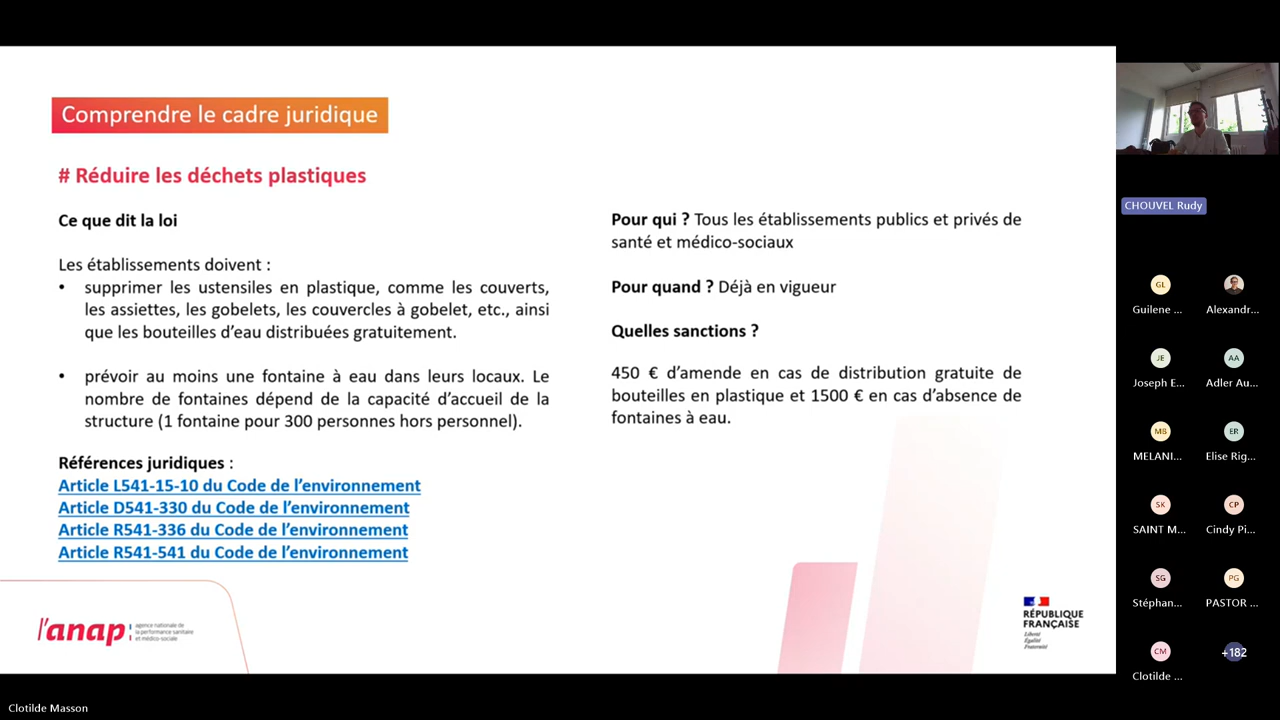 Comprendre le cadre juridique
# Réduire les déchets plastiques
Ce que dit la loi
Les établissements doivent :
• supprimer les ustensiles en plastique, comme les couverts,
les assiettes, les gobelets, les couvercles à gobelet, etc., ainsi
que les bouteilles d’eau distribuées gratuitement.
• prévoir au moins une fontaine à eau dans leurs locaux. Le
nombre de fontaines dépend de la capacité d’accueil de la
structure (1 fontaine pour 300 personnes hors personnel).
Références juridiques :
Article L541-15-10 du Code de l’environnement
Article D541-330 du Code de l’environnement
Article R541-336 du Code de l’environnement
Article R541-541 du Code de l’environnement
Pour qui ? Tous les établissements publics et privés de
santé et médico-sociaux
Pour quand ? Déjà en vigueur
Quelles sanctions ?
450 € d’amende en cas de distribution gratuite de
bouteilles en plastique et 1500 € en cas d’absence de
fontaines à eau.
l'anap
agence nationale de
la performance sanitaire
et médico-sociale
RÉPUBLIQUE
FRANÇAISE
Liberté
Égalité
Fraternité
CHOUVEL Rudy
GL
Guilene ...
Alexandr...
JE
AA
Joseph E...
Adler Au...
MB
ER
MELANI...
Elise Rig...
SK
CP
SAINT M...
Cindy Pi...
SG
PG
Stéphan...
PASTOR ...
CM
+182
Clotilde ...
Clotilde Masson